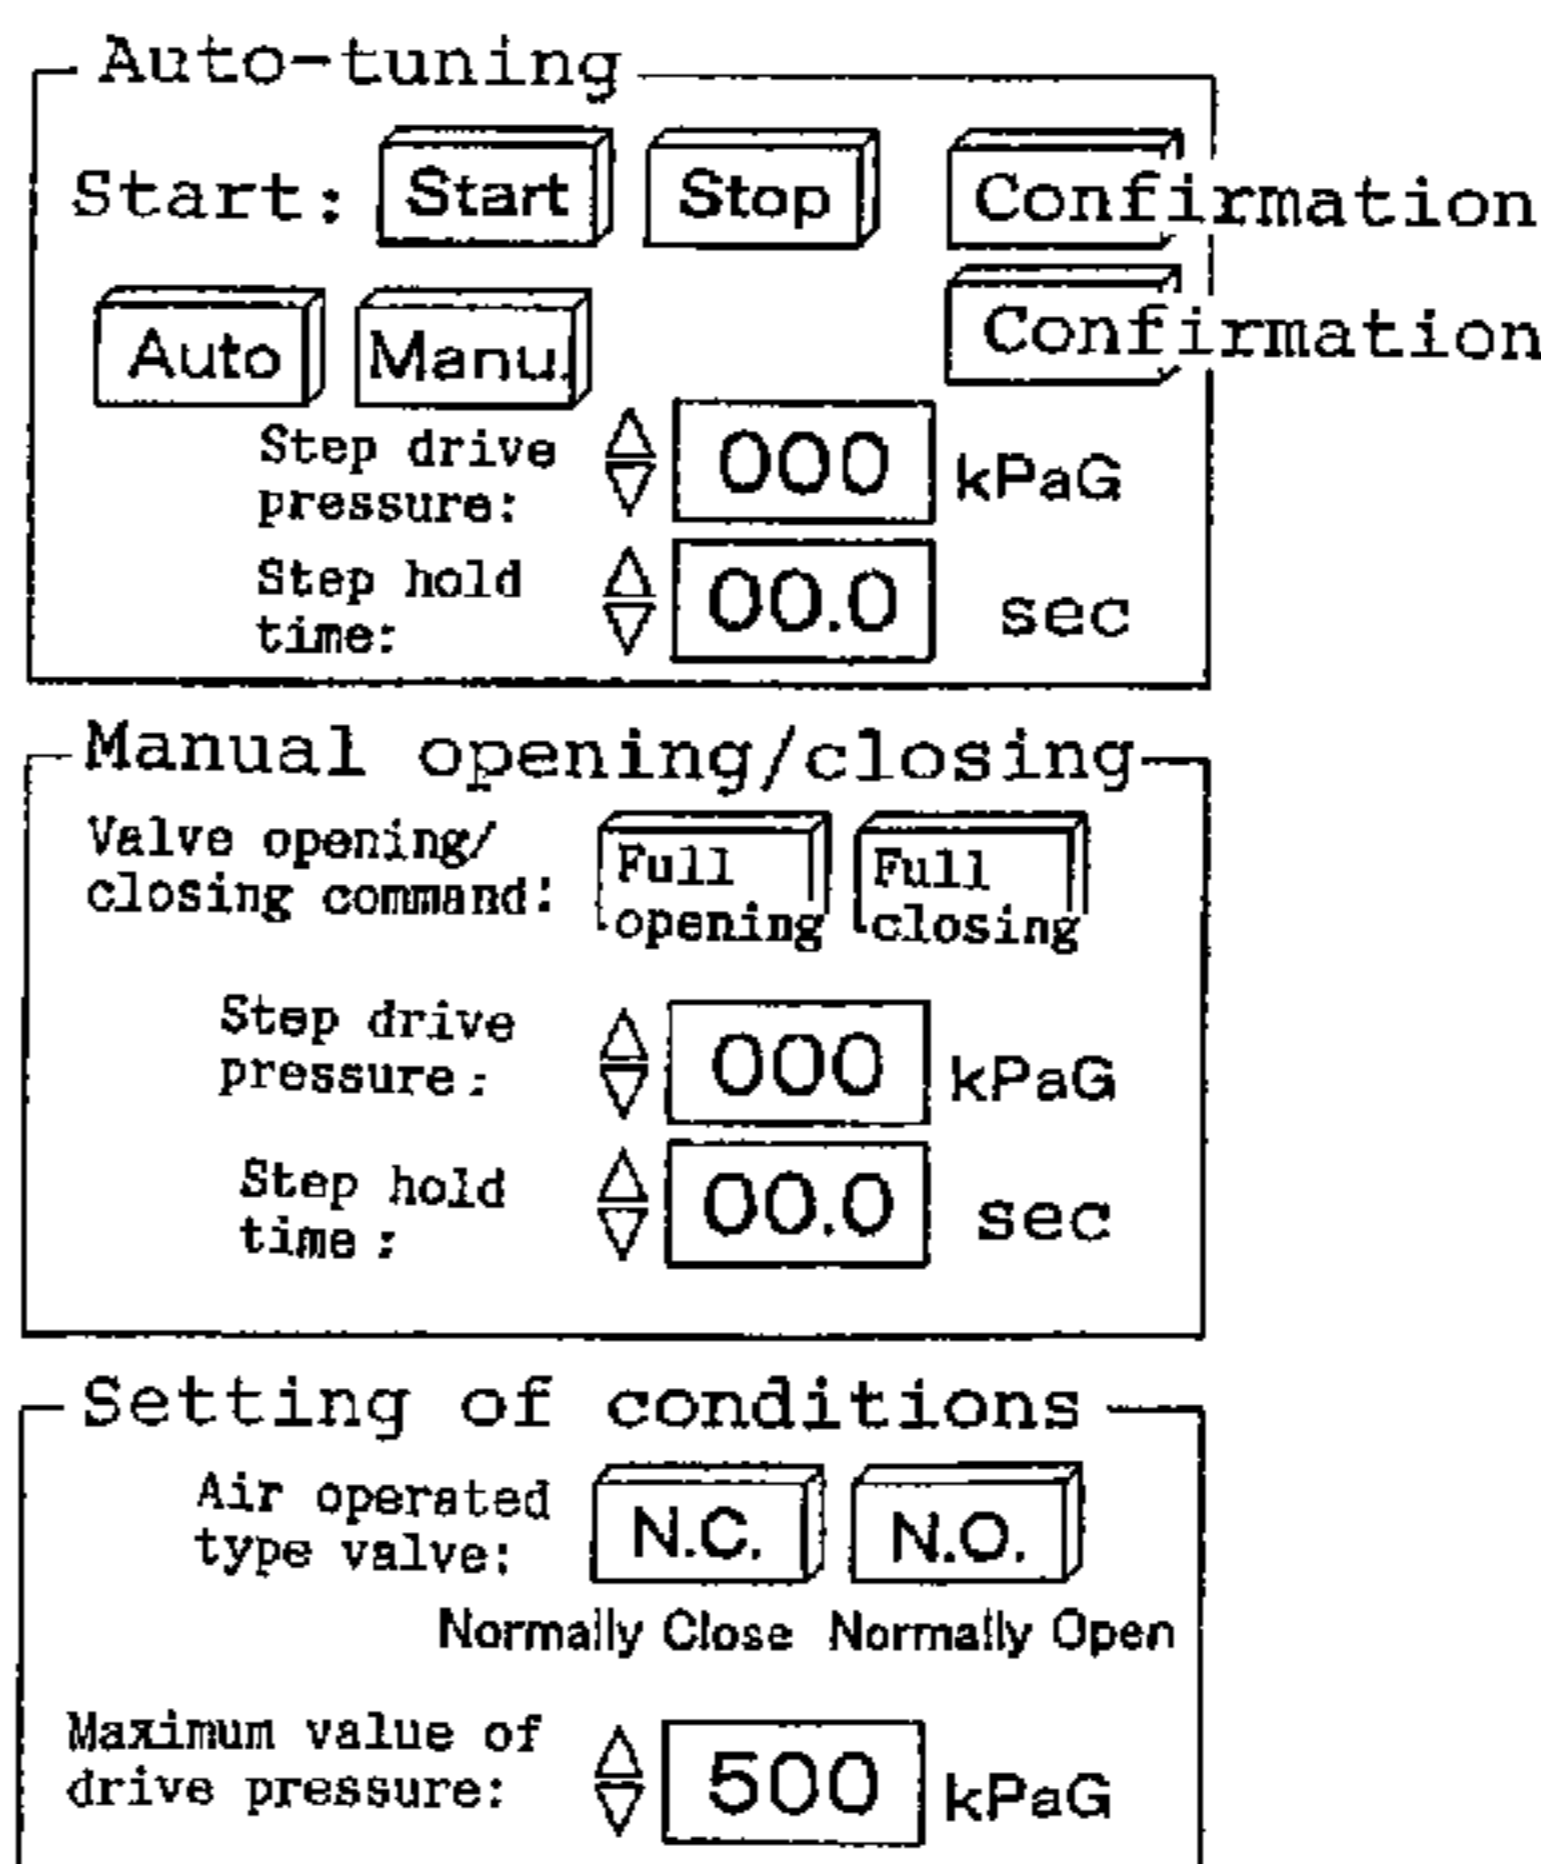 Auto-tuning
Start: Start Stop Confirmation
Auto Manu. Confirmation
Step drive
pressure: 000 kPaG
Step hold
time: 00.0 sec
Manual opening/closing
Valve opening/
closing command:
Full
opening
Full
closing
Step drive
pressure: 000 kPaG
Step hold
time: 00.0 sec
Setting of conditions
Air operated
type valve: N.C. N.O.
Normally Close Normally Open
Maximum value of
drive pressure: 500 kPaG